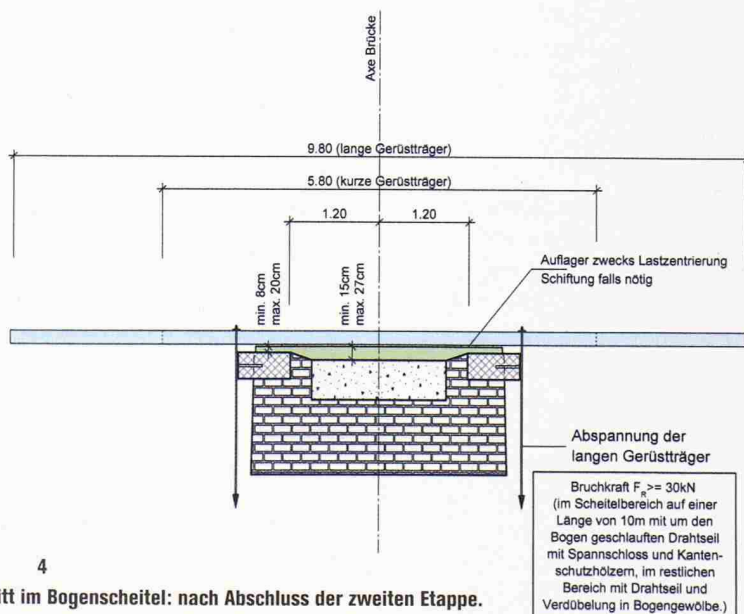 Axe Brücke
9.80 (lange Gerüstträger)
5.80 (kurze Gerüstträger)
1.20
1.20
min. 8cm
max. 20cm
min. 15cm
max. 27cm
Auflager zwecks Lastzentrierung
Schiftung falls nötig
Abspannung der
langen Gerüstträger
Bruchkraft F_R>= 30kN
(im Scheitelbereich auf einer
Länge von 10m mit um den
Bogen geschlauften Drahtseil
mit Spannschloss und Kanten-
schutzhölzern, im restlichen
Bereich mit Drahtseil und
Verdübelung in Bogengewölbe.)
4
itt im Bogenscheitel: nach Abschluss der zweiten Etappe.